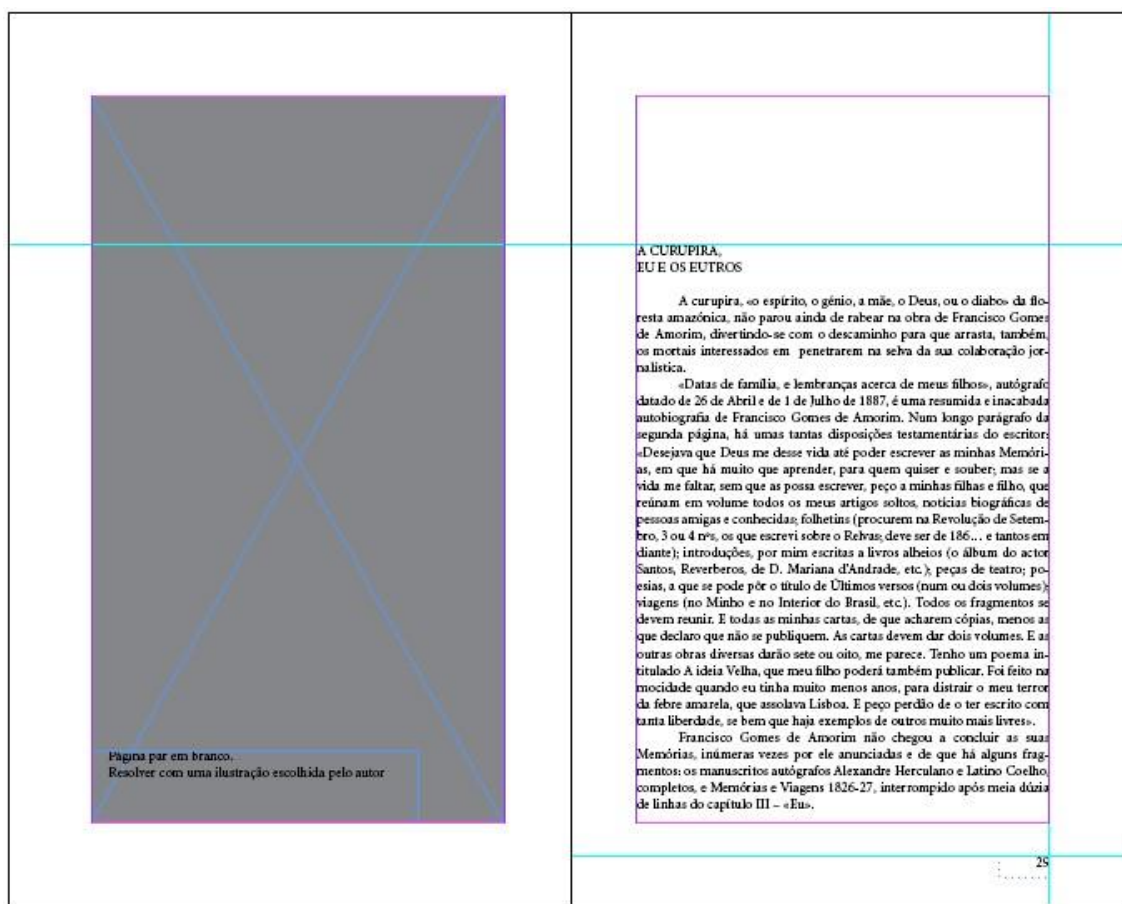 Página par em branco.
Resolver com uma ilustração escolhida pelo autor
A CURUPIRA,
EU E OS EUTROS
A curupira, «o espírito, o génio, a mãe, o Deus, ou o diabo» da flo-
resta amazónica, não parou ainda de rabear na obra de Francisco Gomes
de Amorim, divertindo-se com o descaminho para que arrasta, também,
os mortais interessados em penetrarem na selva da sua colaboração jor-
nalística.
«Datas de família, e lembranças acerca de meus filhos», autógrafo
datado de 26 de Abril e de 1 de Julho de 1887, é uma resumida e inacabada
autobiografia de Francisco Gomes de Amorim. Num longo parágrafo da
segunda página, há umas tantas disposições testamentárias do escritor:
«Desejava que Deus me desse vida até poder escrever as minhas Memóri-
as, em que há muito que aprender, para quem quiser e souber; mas se a
vida me faltar, sem que as possa escrever, peço a minhas filhas e filho, que
reúnam em volume todos os meus artigos soltos, notícias biográficas de
pessoas amigas e conhecidas; folhetins (procurem na Revolução de Setem-
bro, 3 ou 4 nºs, os que escrevi sobre o Relvas; deve ser de 186… e tantos em
diante); introduções, por mim escritas a livros alheios (o álbum do actor
Santos, Reverberos, de D. Mariana d'Andrade, etc.); peças de teatro; po-
esias, a que se pode pôr o título de Últimos versos (num ou dois volumes);
viagens (no Minho e no Interior do Brasil, etc.). Todos os fragmentos se
devem reunir. E todas as minhas cartas, de que acharem cópias, menos as
que declaro que não se publiquem. As cartas devem dar dois volumes. E as
outras obras diversas darão sete ou oito, me parece. Tenho um poema in-
titulado A ideia Velha, que meu filho poderá também publicar. Foi feito na
mocidade quando eu tinha muito menos anos, para distrair o meu terror
da febre amarela, que assolava Lisboa. E peço perdão de o ter escrito com
tanta liberdade, se bem que haja exemplos de outros muito mais livres».
Francisco Gomes de Amorim não chegou a concluir as suas
Memórias, inúmeras vezes por ele anunciadas e de que há alguns frag-
mentos: os manuscritos autógrafos Alexandre Herculano e Latino Coelho,
completos, e Memórias e Viagens 1826-27, interrompido após meia dúzia
de linhas do capítulo III – «Eu».